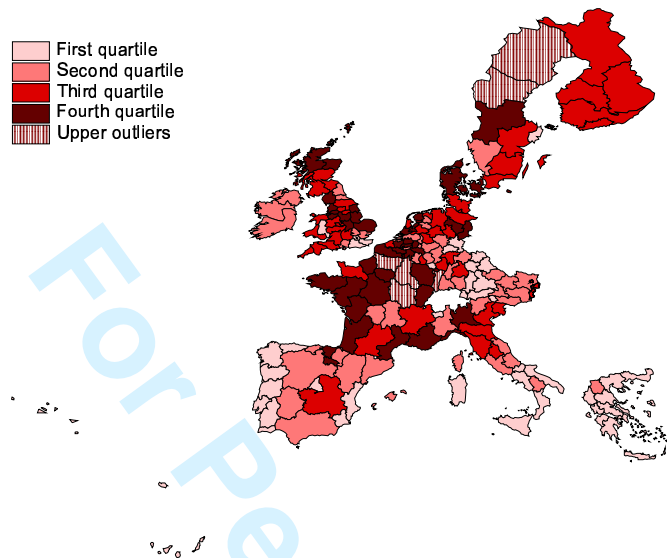 First quartile
Second quartile
Third quartile
Fourth quartile
Upper outliers
For Pe